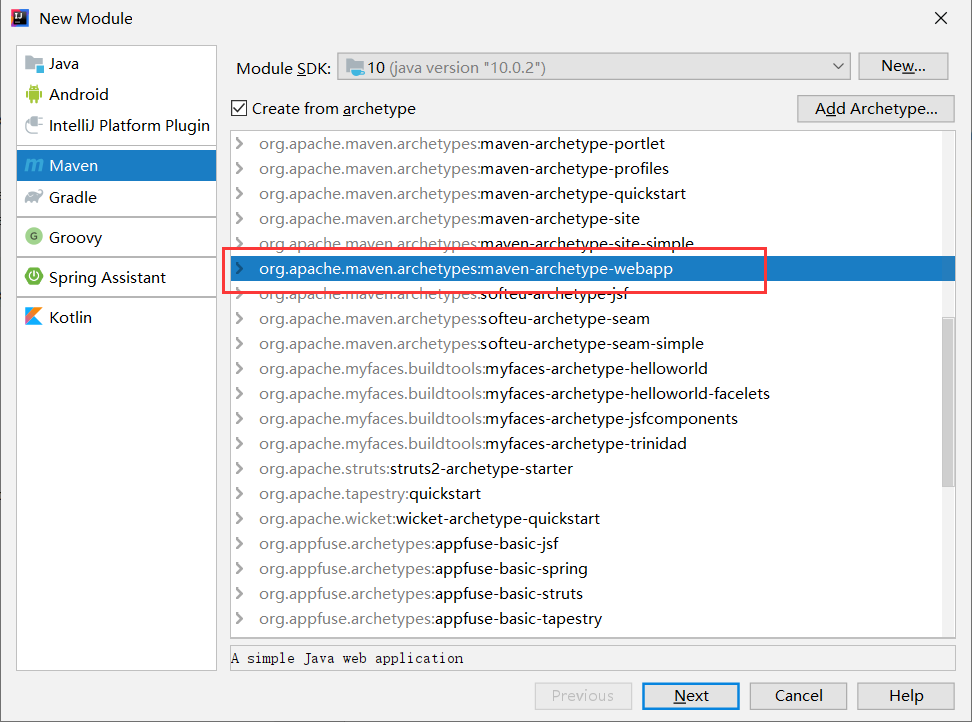 New Module
Java
Android
IntelliJ Platform Plugin
Maven
Gradle
Groovy
Spring Assistant
Kotlin
Module SDK: 10 (java version "10.0.2") New...
Create from archetype Add Archetype...
org.apache.maven.archetypes:maven-archetype-portlet
org.apache.maven.archetypes:maven-archetype-profiles
org.apache.maven.archetypes:maven-archetype-quickstart
org.apache.maven.archetypes:maven-archetype-site
org.apache.maven.archetypes:maven-archetype-site-simple
org.apache.maven.archetypes:maven-archetype-webapp
org.apache.maven.archetypes:softeu-archetype-jsf
org.apache.maven.archetypes:softeu-archetype-seam
org.apache.maven.archetypes:softeu-archetype-seam-simple
org.apache.myfaces.buildtools:myfaces-archetype-helloworld
org.apache.myfaces.buildtools:myfaces-archetype-helloworld-facelets
org.apache.myfaces.buildtools:myfaces-archetype-jsfcomponents
org.apache.myfaces.buildtools:myfaces-archetype-trinidad
org.apache.struts:struts2-archetype-starter
org.apache.tapestry:quickstart
org.apache.wicket:wicket-archetype-quickstart
org.appfuse.archetypes:appfuse-basic-jsf
org.appfuse.archetypes:appfuse-basic-spring
org.appfuse.archetypes:appfuse-basic-struts
org.appfuse.archetypes:appfuse-basic-tapestry
A simple Java web application
Previous Next Cancel Help